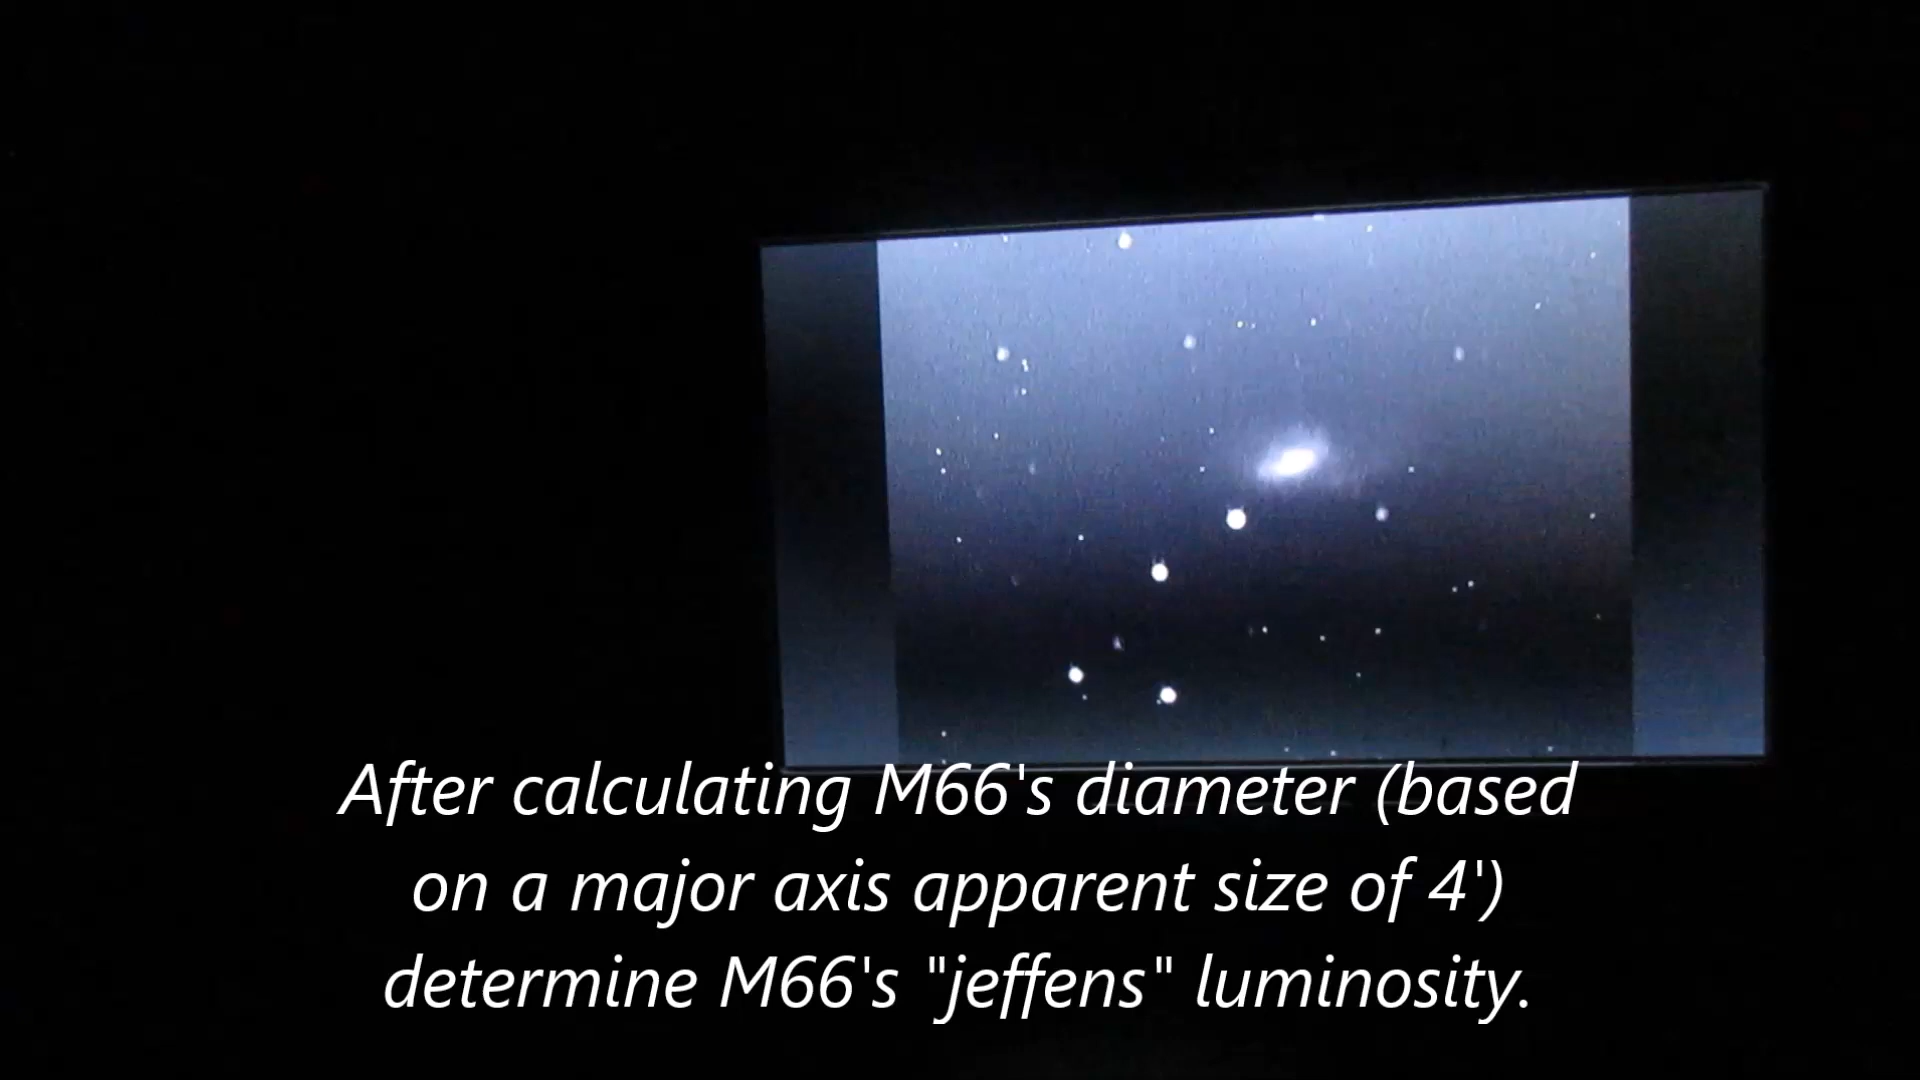 After calculating M66's diameter (based
on a major axis apparent size of 4')
determine M66's "jeffens" luminosity.